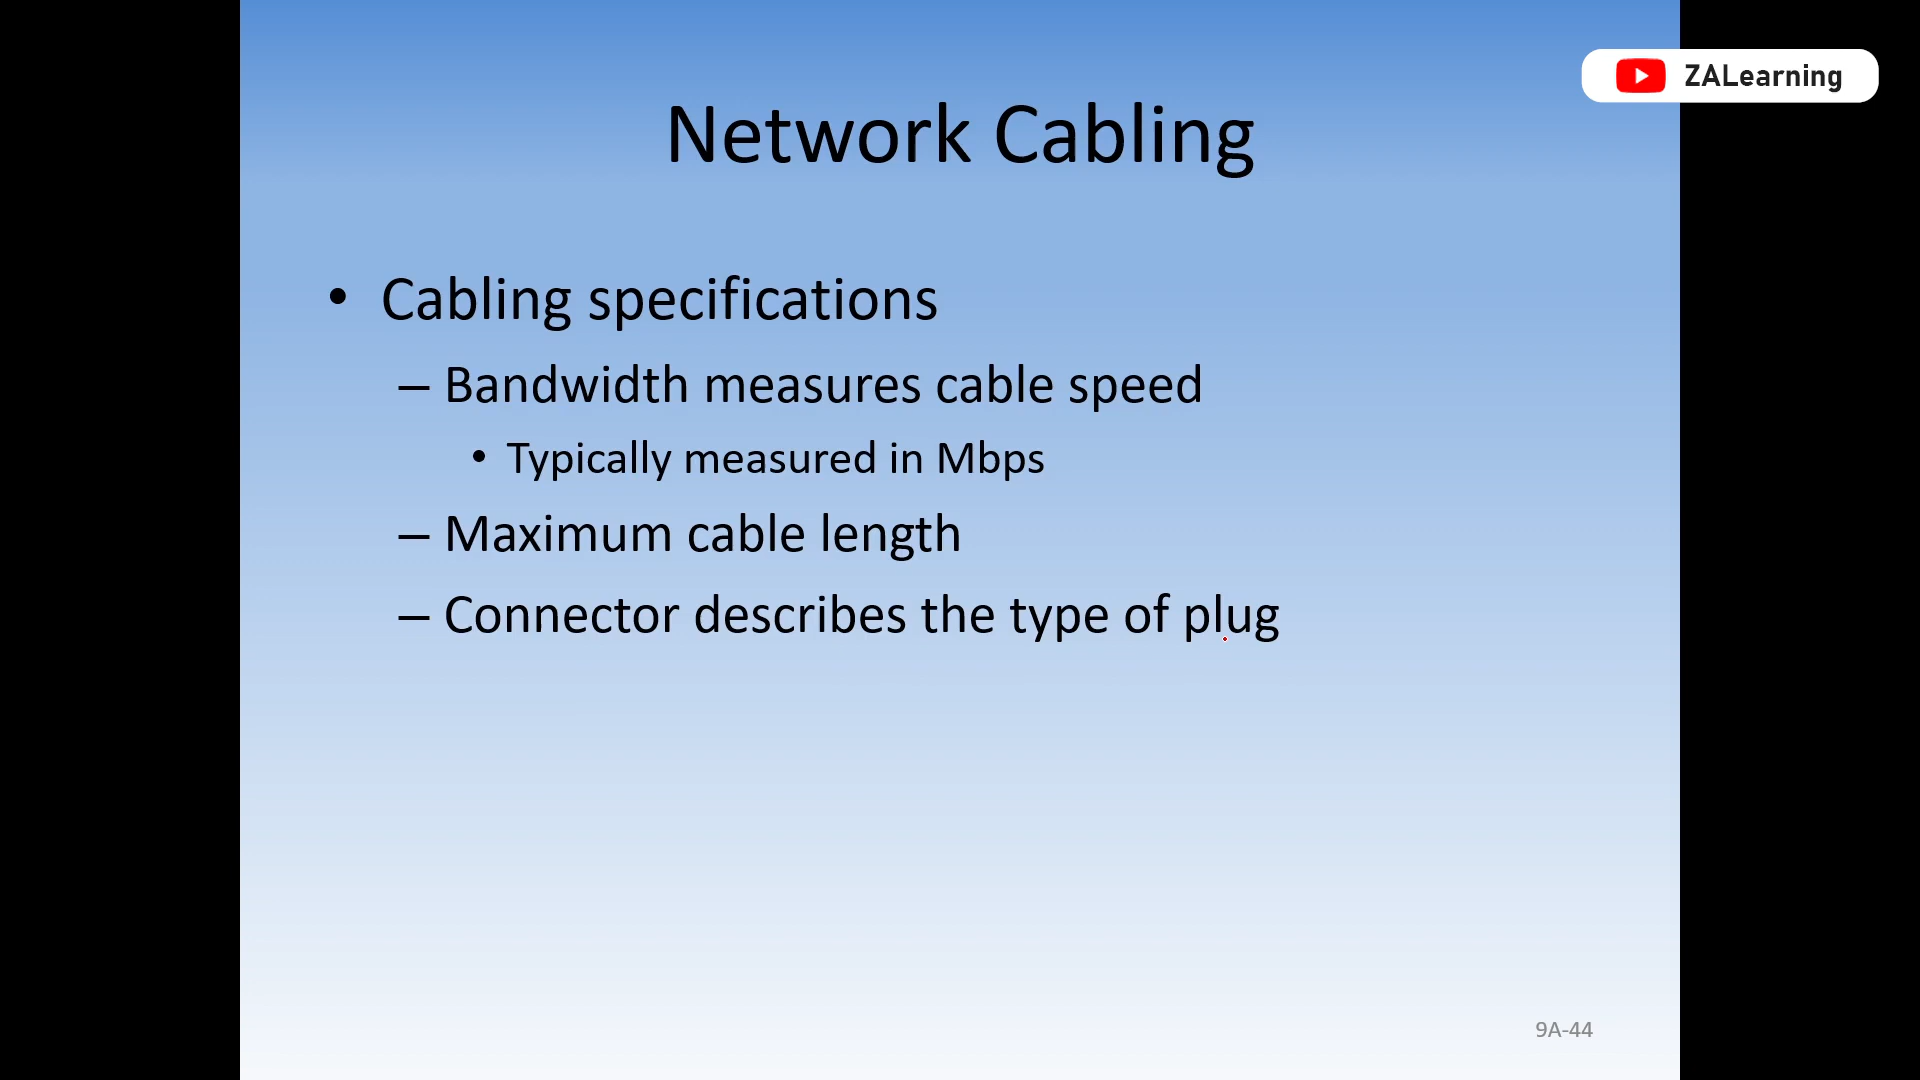 ZALearning
Network Cabling
• Cabling specifications
– Bandwidth measures cable speed
• Typically measured in Mbps
– Maximum cable length
– Connector describes the type of plug
9A-44